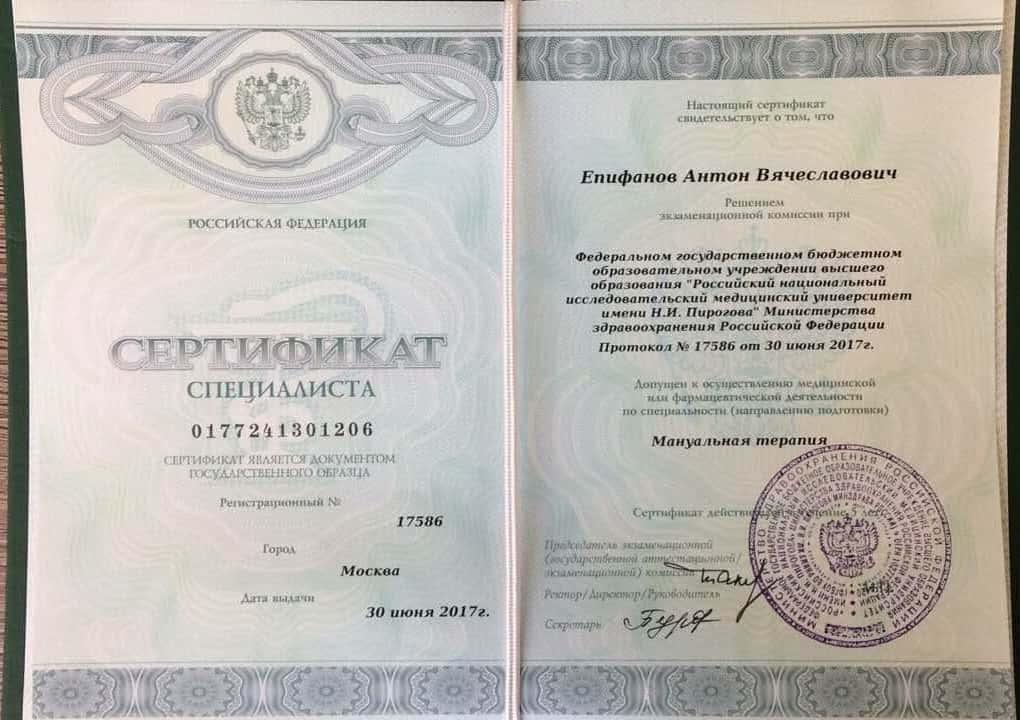 РОССИЙСКАЯ ФЕДЕРАЦИЯ
СЕРТИФИКАТ
СПЕЦИАЛИСТА
0177241301206
СЕРТИФИКАТ ЯВЛЯЕТСЯ ДОКУМЕНТОМ
ГОСУДАРСТВЕННОГО ОБРАЗЦА
Регистрационный №
17586
Город
Москва
Дата выдачи
30 июня 2017г.
Настоящий сертификат
свидетельствует о том, что
Епифанов Антон Вячеславович
Решением
экзаменационной комиссии при
Федеральном государственном бюджетном
образовательном учреждении высшего
образования "Российский национальный
исследовательский медицинский университет
имени Н.И. Пирогова" Министерства
здравоохранения Российской Федерации
Протокол № 17586 от 30 июня 2017г.
Допущен к осуществлению медицинской
или фармацевтической деятельности
по специальности (направлению подготовки)
Мануальная терапия
Сертификат действителен в течение 5 лет
Председатель экзаменационной
(государственной аттестационной/
экзаменационной) комиссии
Ректор/Директор/Руководитель
Секретарь